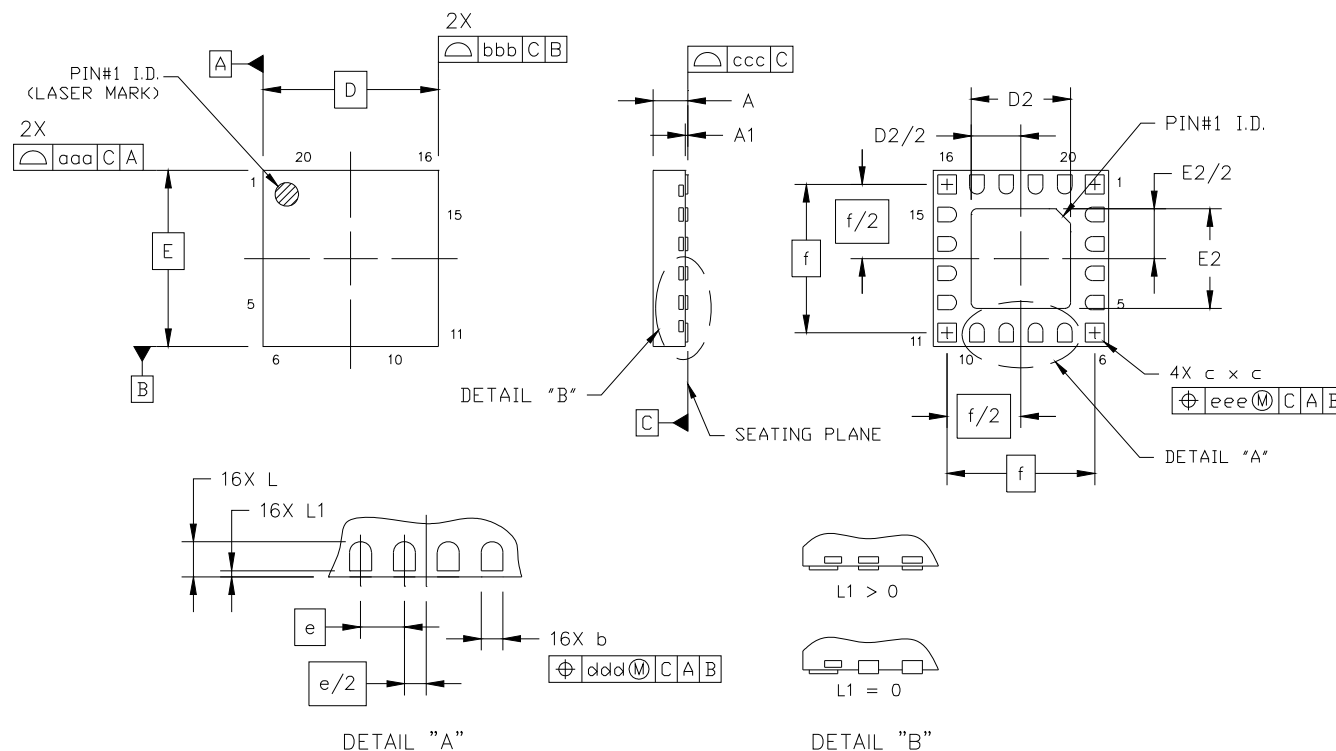 2X
bbb C B
A
D
PIN#1 I.D.
(LASER MARK)
2X
aaa C A
20
16
1
15
E
5
11
B
6
10
ccc C
A
A1
DETAIL "B"
C
SEATING PLANE
D2
D2/2
PIN#1 I.D.
16
20
1
E2/2
15
f/2
f
E2
5
11
10
6
4X c x c
eee Ⓜ C A B
f/2
f
DETAIL "A"
16X L
16X L1
e
16X b
ddd Ⓜ C A B
e/2
DETAIL "A"
L1 > 0
L1 = 0
DETAIL "B"